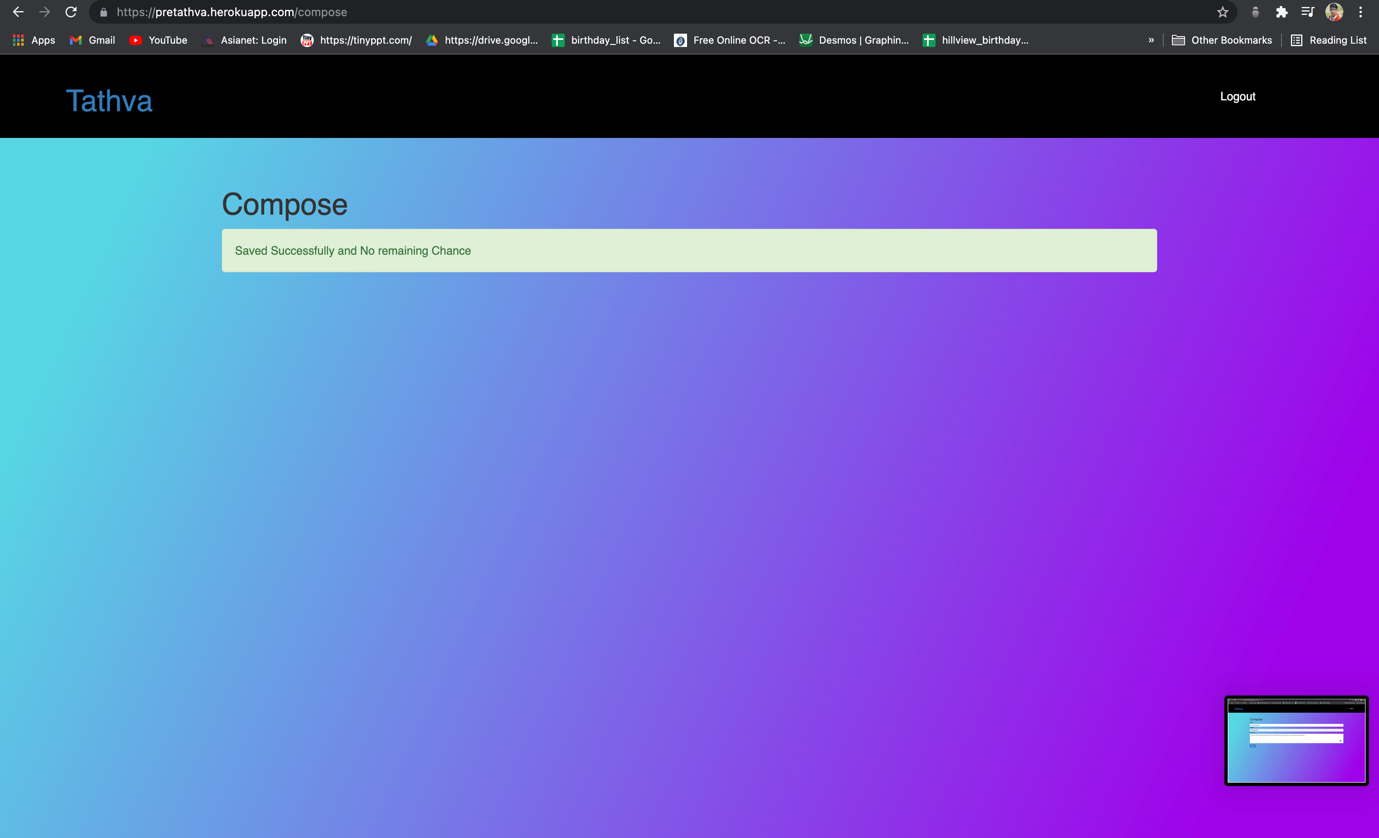 https://pretathva.herokuapp.com/compose
Apps Gmail YouTube Asianet: Login https://tinyppt.com/ https://drive.googl... birthday_list - Go... Free Online OCR -... Desmos | Graphin... hillview_birthday... » Other Bookmarks Reading List
Tathva Logout
Compose
Saved Successfully and No remaining Chance